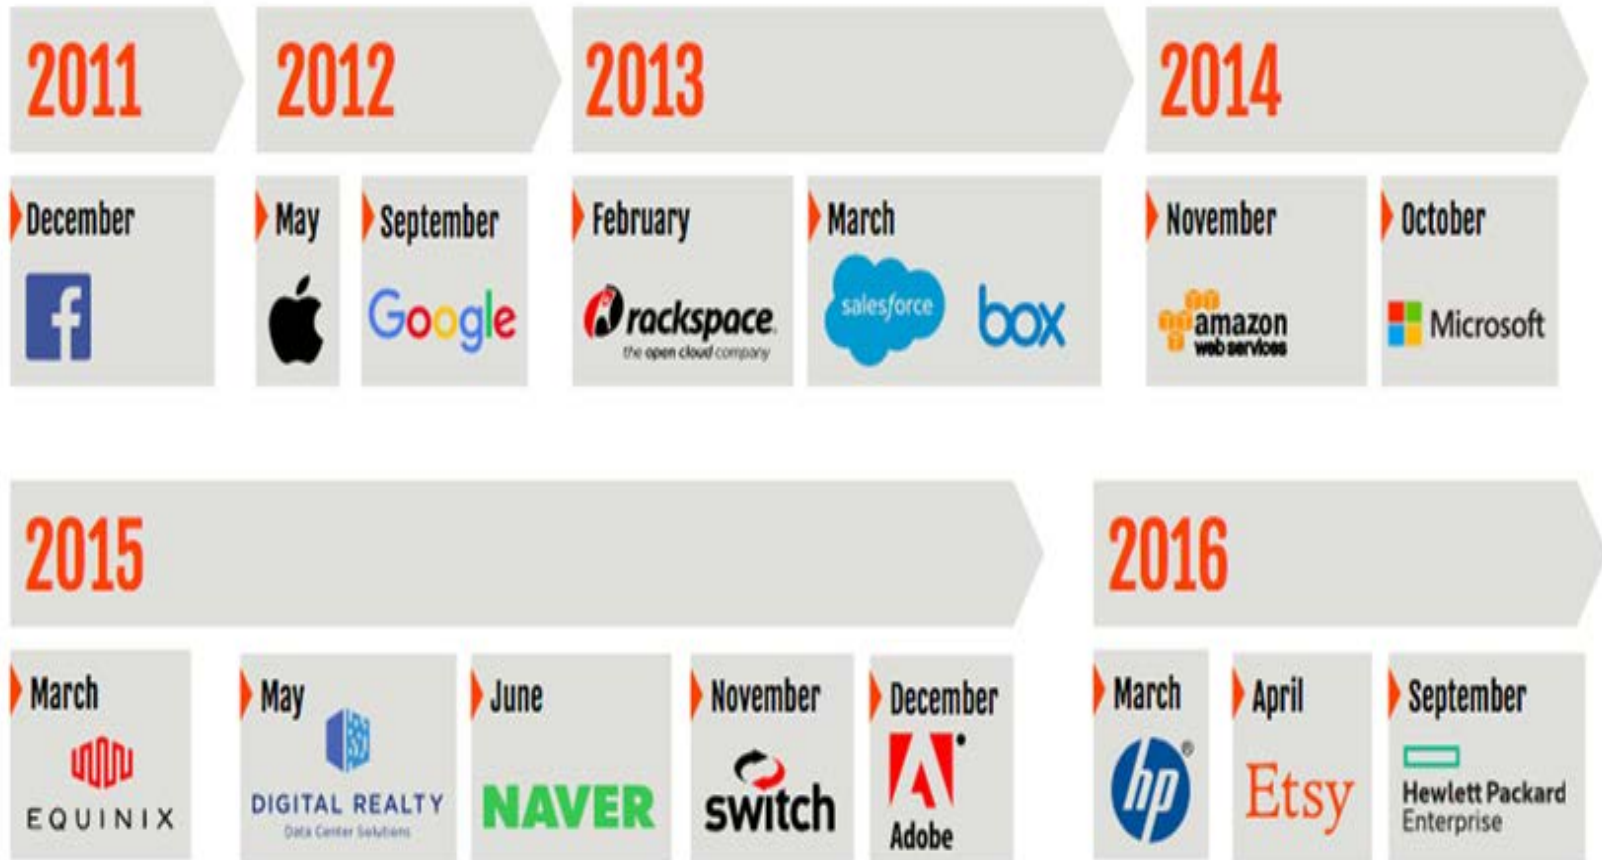 2011
2012
2013
2014
December
May
September
February
March
November
October
f
Google
rackspace.
the open cloud company
salesforce
box
amazon
web services
Microsoft
2015
2016
March
May
June
November
December
March
April
September
EQUINIX
DIGITAL REALTY
Data Center Solutions
NAVER
switch
Adobe
hp®
Etsy
Hewlett Packard
Enterprise